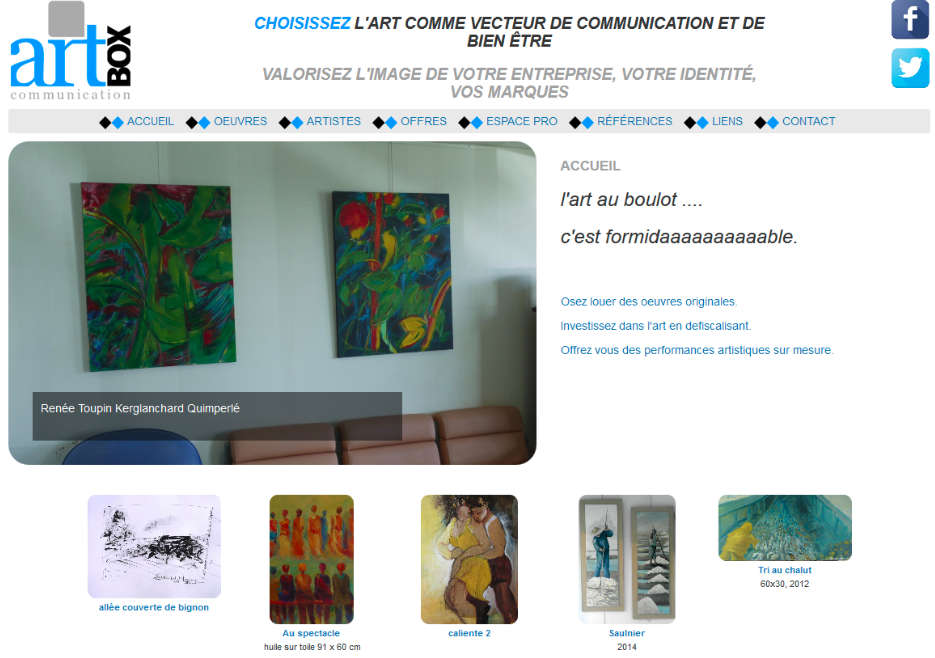 art
BOX
communication
CHOISISSEZ L'ART COMME VECTEUR DE COMMUNICATION ET DE
BIEN ÊTRE
VALORISEZ L'IMAGE DE VOTRE ENTREPRISE, VOTRE IDENTITÉ,
VOS MARQUES
ACCUEIL OEUVRES ARTISTES OFFRES ESPACE PRO RÉFÉRENCES LIENS CONTACT
Renée Toupin Kerglanchard Quimperlé
ACCUEIL
l'art au boulot ....
c'est formidaaaaaaaaaable.
Osez louer des oeuvres originales.
Investissez dans l'art en defiscalisant.
Offrez vous des performances artistiques sur mesure.
allée couverte de bignon
Au spectacle
huile sur toile 91 x 60 cm
caliente 2
Saulnier
2014
Tri au chalut
60x30, 2012